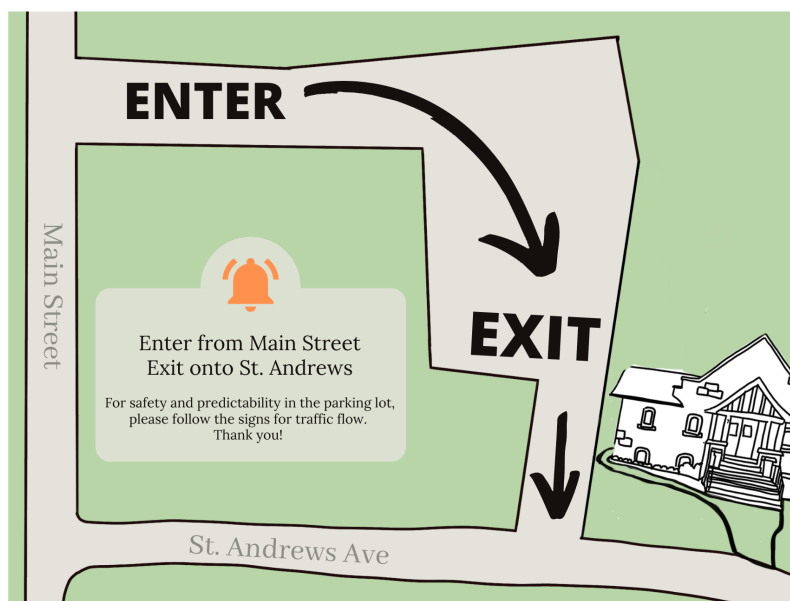 ENTER
Main Street
EXIT
Enter from Main Street
Exit onto St. Andrews
For safety and predictability in the parking lot,
please follow the signs for traffic flow.
Thank you!
St. Andrews Ave